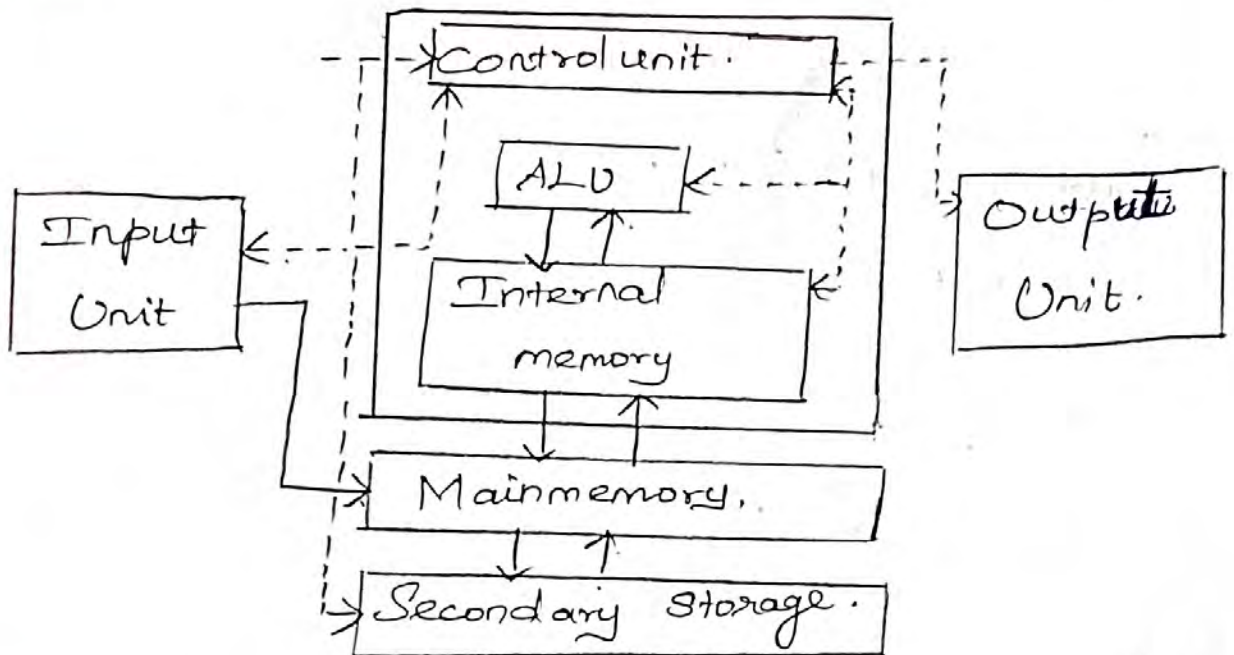 Control unit.
ALU
Input
Unit
Internal
memory
Output
Unit.
Mainmemory.
Secondary storage.